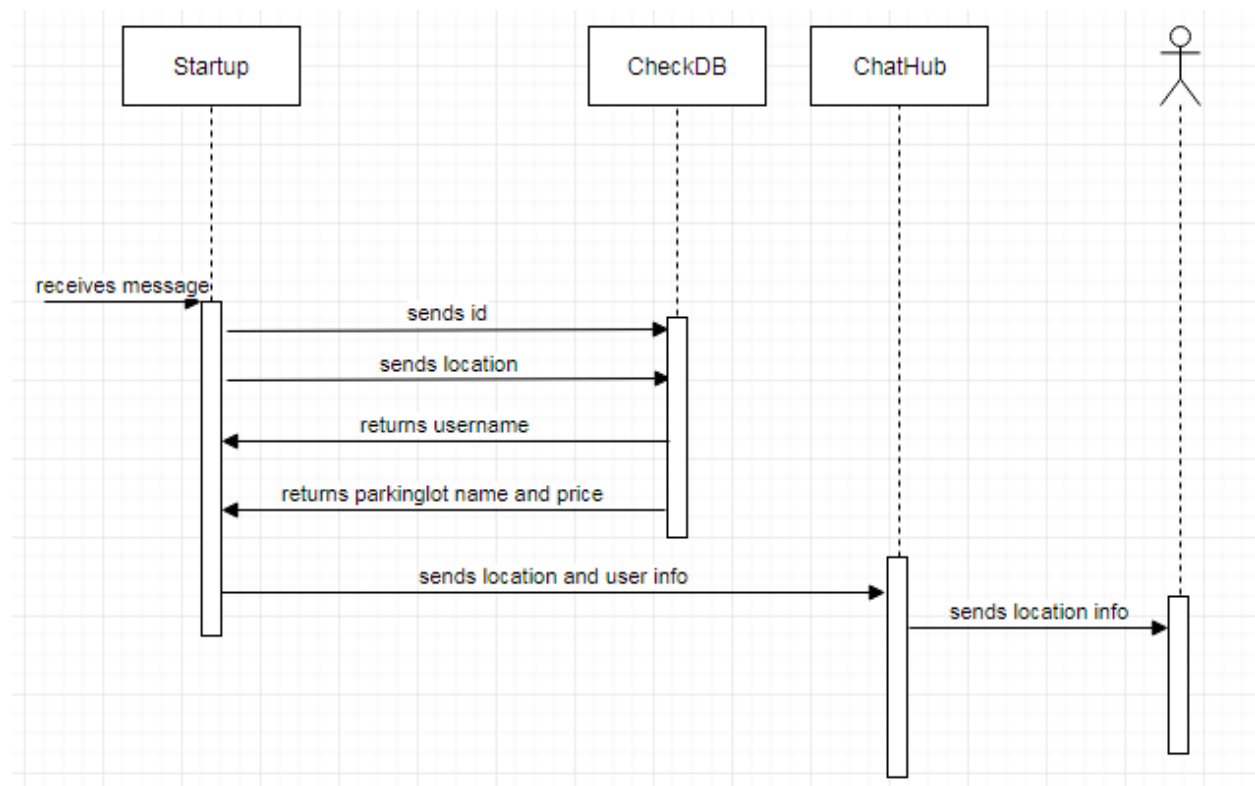 Startup
CheckDB
ChatHub
receives message
sends id
sends location
returns username
returns parkinglot name and price
sends location and user info
sends location info